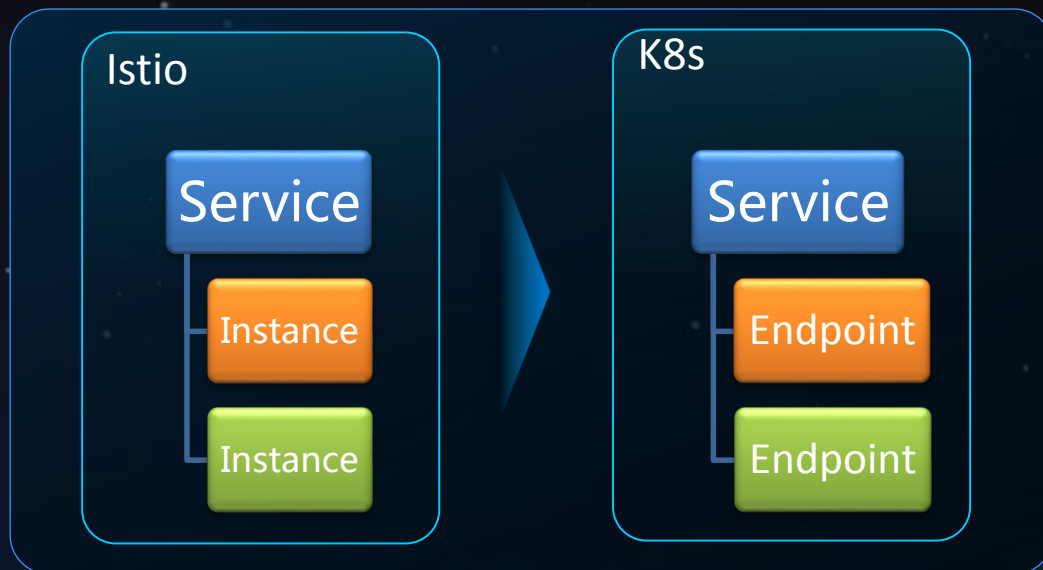 Istio
Service
Instance
Instance
K8s
Service
Endpoint
Endpoint